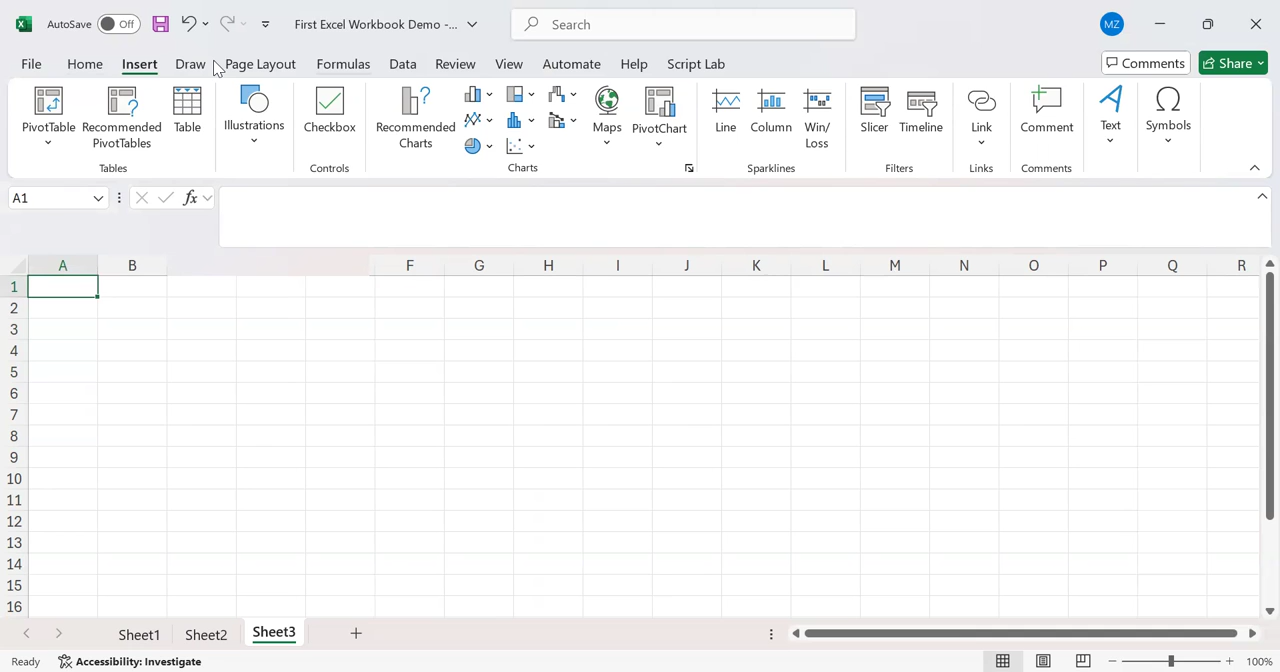 AutoSave Off First Excel Workbook Demo -... Search MZ
File Home Insert Draw Page Layout Formulas Data Review View Automate Help Script Lab Comments Share
PivotTable Recommended PivotTables Table Illustrations Checkbox Recommended Charts Maps PivotChart Line Column Win/Loss Slicer Timeline Link Comment Text Symbols
Tables Controls Charts Sparklines Filters Links Comments
A1 fx
A B F G H I J K L M N O P Q R
1
2
3
4
5
6
7
8
9
10
11
12
13
14
15
16
Sheet1 Sheet2 Sheet3
Ready Accessibility: Investigate 100%